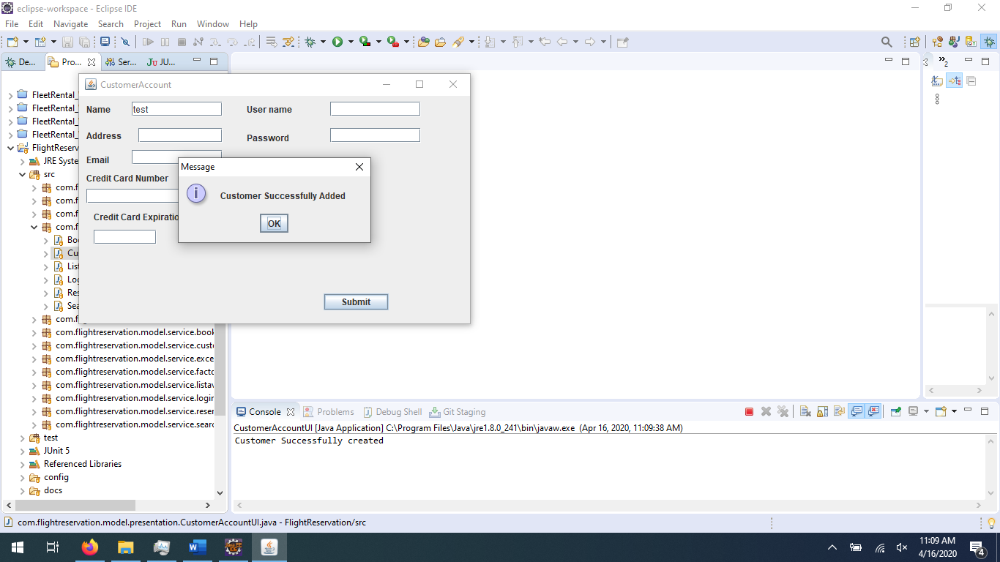 eclipse-workspace - Eclipse IDE
File Edit Navigate Search Project Run Window Help
De... Pro... Ser... JU JU...
»2
CustomerAccount
FleetRental_
FleetRental_
FleetRental_
FleetRental_
FlightReserv
JRE Syste
src
com.fl
com.fl
com.fl
com.fl
Boo
Cu
List
Log
Res
Sea
com.fl
com.flightreservation.model.service.book
com.flightreservation.model.service.custo
com.flightreservation.model.service.exce
com.flightreservation.model.service.facto
com.flightreservation.model.service.listav
com.flightreservation.model.service.login
com.flightreservation.model.service.reser
com.flightreservation.model.service.searc
test
JUnit 5
Referenced Libraries
config
docs
Name test User name
Address Password
Email
Credit Card Number
Credit Card Expiratio
Message
Customer Successfully Added
OK
Submit
Console Problems Debug Shell Git Staging
CustomerAccountUI [Java Application] C:\Program Files\Java\jre1.8.0_241\bin\javaw.exe (Apr 16, 2020, 11:09:38 AM)
Customer Successfully created
com.flightreservation.model.presentation.CustomerAccountUI.java - FlightReservation/src
11:09 AM
4/16/2020
4